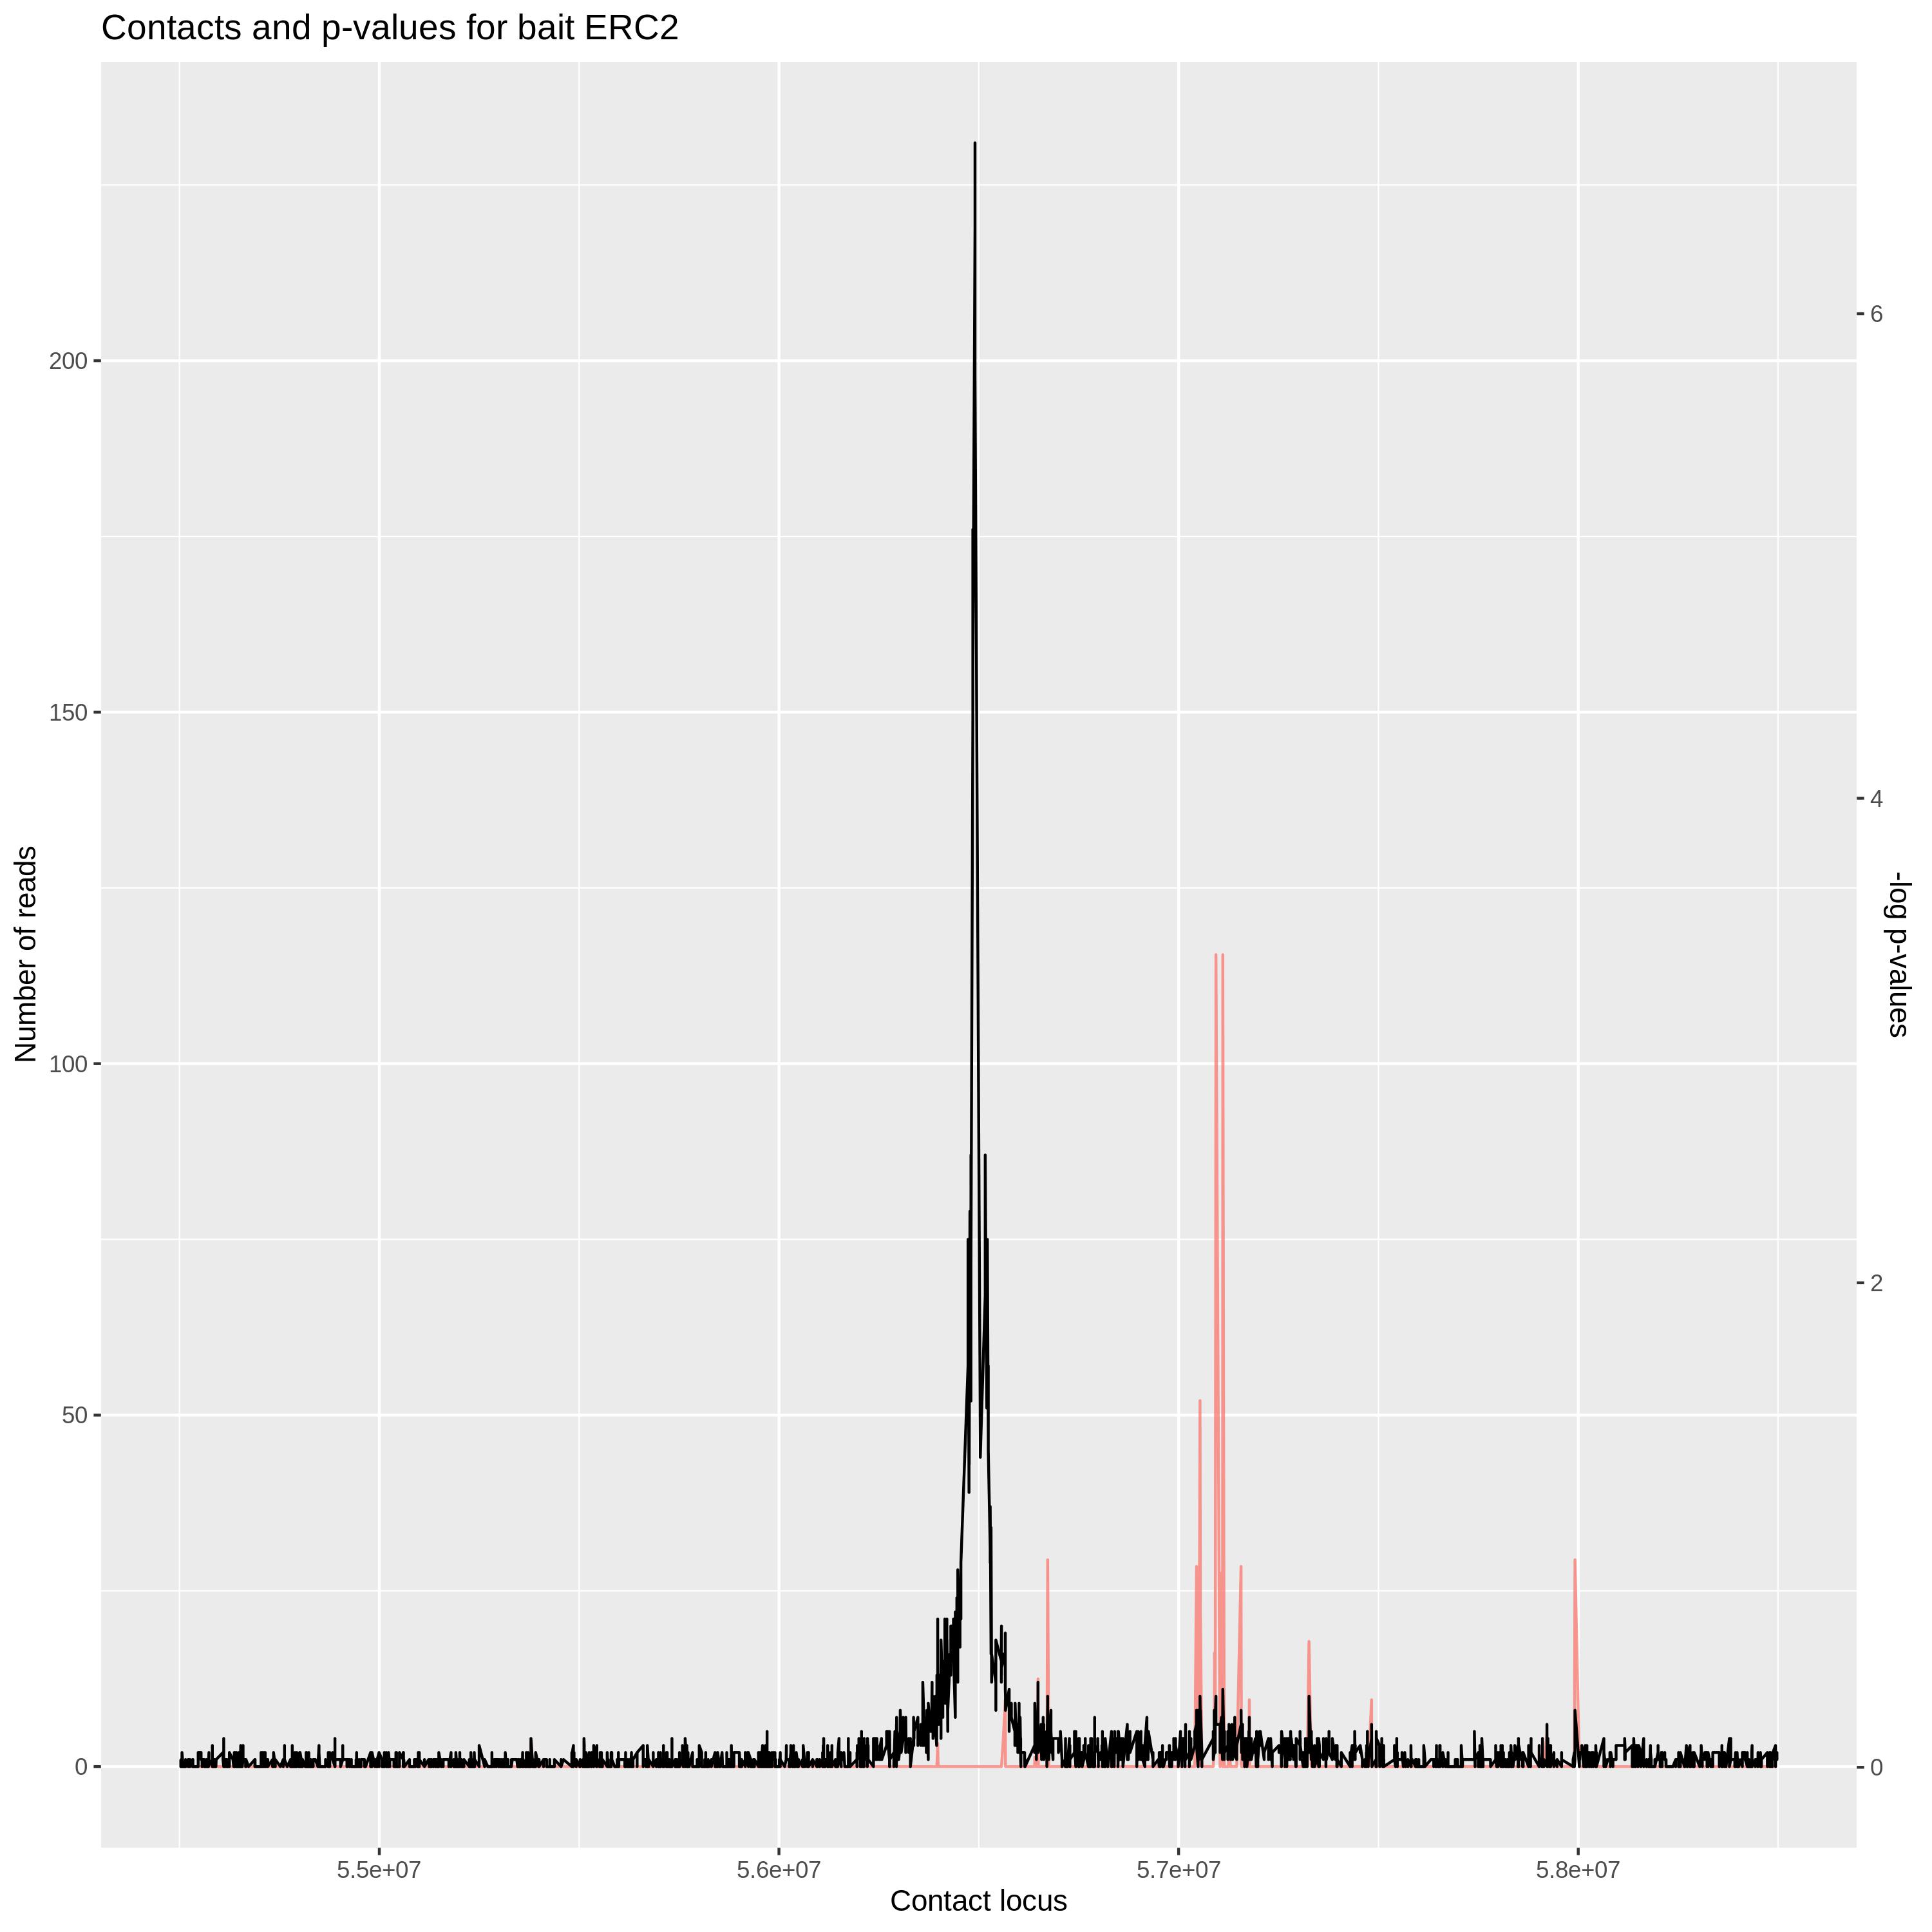 Contacts and p-values for bait ERC2
Number of reads
200
150
100
50
0
6
4
2
0
-log p-values
5.5e+07
5.6e+07
5.7e+07
5.8e+07
Contact locus